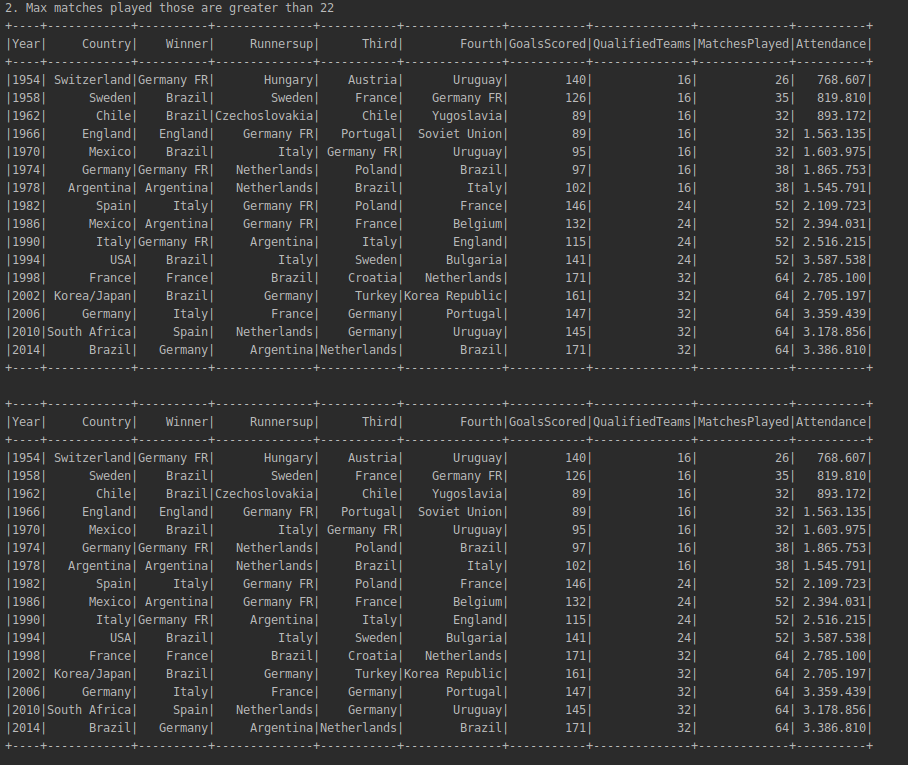 2. Max matches played those are greater than 22
+----+------------+----------+--------------+-----------+--------------+-----------+--------------+-------------+----------+
|Year|     Country|    Winner|     Runnersup|      Third|        Fourth|GoalsScored|QualifiedTeams|MatchesPlayed|Attendance|
+----+------------+----------+--------------+-----------+--------------+-----------+--------------+-------------+----------+
|1954| Switzerland|Germany FR|       Hungary|    Austria|       Uruguay|        140|            16|           26|   768.607|
|1958|      Sweden|    Brazil|        Sweden|     France|    Germany FR|        126|            16|           35|   819.810|
|1962|       Chile|    Brazil|Czechoslovakia|      Chile|    Yugoslavia|         89|            16|           32|   893.172|
|1966|     England|   England|    Germany FR|   Portugal|  Soviet Union|         89|            16|           32| 1.563.135|
|1970|      Mexico|    Brazil|         Italy| Germany FR|       Uruguay|         95|            16|           32| 1.603.975|
|1974|     Germany|Germany FR|   Netherlands|     Poland|        Brazil|         97|            16|           38| 1.865.753|
|1978|   Argentina| Argentina|   Netherlands|     Brazil|         Italy|        102|            16|           38| 1.545.791|
|1982|       Spain|     Italy|    Germany FR|     Poland|        France|        146|            24|           52| 2.109.723|
|1986|      Mexico| Argentina|    Germany FR|     France|       Belgium|        132|            24|           52| 2.394.031|
|1990|       Italy|Germany FR|     Argentina|      Italy|       England|        115|            24|           52| 2.516.215|
|1994|         USA|    Brazil|         Italy|     Sweden|      Bulgaria|        141|            24|           52| 3.587.538|
|1998|      France|    France|        Brazil|    Croatia|   Netherlands|        171|            32|           64| 2.785.100|
|2002| Korea/Japan|    Brazil|       Germany|     Turkey|Korea Republic|        161|            32|           64| 2.705.197|
|2006|     Germany|     Italy|        France|    Germany|      Portugal|        147|            32|           64| 3.359.439|
|2010|South Africa|     Spain|   Netherlands|    Germany|       Uruguay|        145|            32|           64| 3.178.856|
|2014|      Brazil|   Germany|     Argentina|Netherlands|        Brazil|        171|            32|           64| 3.386.810|
+----+------------+----------+--------------+-----------+--------------+-----------+--------------+-------------+----------+
+----+------------+----------+--------------+-----------+--------------+-----------+--------------+-------------+----------+
|Year|     Country|    Winner|     Runnersup|      Third|        Fourth|GoalsScored|QualifiedTeams|MatchesPlayed|Attendance|
+----+------------+----------+--------------+-----------+--------------+-----------+--------------+-------------+----------+
|1954| Switzerland|Germany FR|       Hungary|    Austria|       Uruguay|        140|            16|           26|   768.607|
|1958|      Sweden|    Brazil|        Sweden|     France|    Germany FR|        126|            16|           35|   819.810|
|1962|       Chile|    Brazil|Czechoslovakia|      Chile|    Yugoslavia|         89|            16|           32|   893.172|
|1966|     England|   England|    Germany FR|   Portugal|  Soviet Union|         89|            16|           32| 1.563.135|
|1970|      Mexico|    Brazil|         Italy| Germany FR|       Uruguay|         95|            16|           32| 1.603.975|
|1974|     Germany|Germany FR|   Netherlands|     Poland|        Brazil|         97|            16|           38| 1.865.753|
|1978|   Argentina| Argentina|   Netherlands|     Brazil|         Italy|        102|            16|           38| 1.545.791|
|1982|       Spain|     Italy|    Germany FR|     Poland|        France|        146|            24|           52| 2.109.723|
|1986|      Mexico| Argentina|    Germany FR|     France|       Belgium|        132|            24|           52| 2.394.031|
|1990|       Italy|Germany FR|     Argentina|      Italy|       England|        115|            24|           52| 2.516.215|
|1994|         USA|    Brazil|         Italy|     Sweden|      Bulgaria|        141|            24|           52| 3.587.538|
|1998|      France|    France|        Brazil|    Croatia|   Netherlands|        171|            32|           64| 2.785.100|
|2002| Korea/Japan|    Brazil|       Germany|     Turkey|Korea Republic|        161|            32|           64| 2.705.197|
|2006|     Germany|     Italy|        France|    Germany|      Portugal|        147|            32|           64| 3.359.439|
|2010|South Africa|     Spain|   Netherlands|    Germany|       Uruguay|        145|            32|           64| 3.178.856|
|2014|      Brazil|   Germany|     Argentina|Netherlands|        Brazil|        171|            32|           64| 3.386.810|
+----+------------+----------+--------------+-----------+--------------+-----------+--------------+-------------+----------+